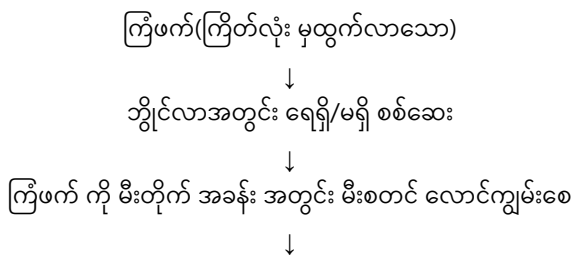 ကြံဖက်(ကြိတ်လုံး မှထွက်လာသော)
↓
ဘွိုင်လာအတွင်း ရေရှိ/မရှိ စစ်ဆေး
↓
ကြံဖက် ကို မီးတိုက် အခန်း အတွင်း မီးစတင် လောင်ကျွမ်းစေ
↓